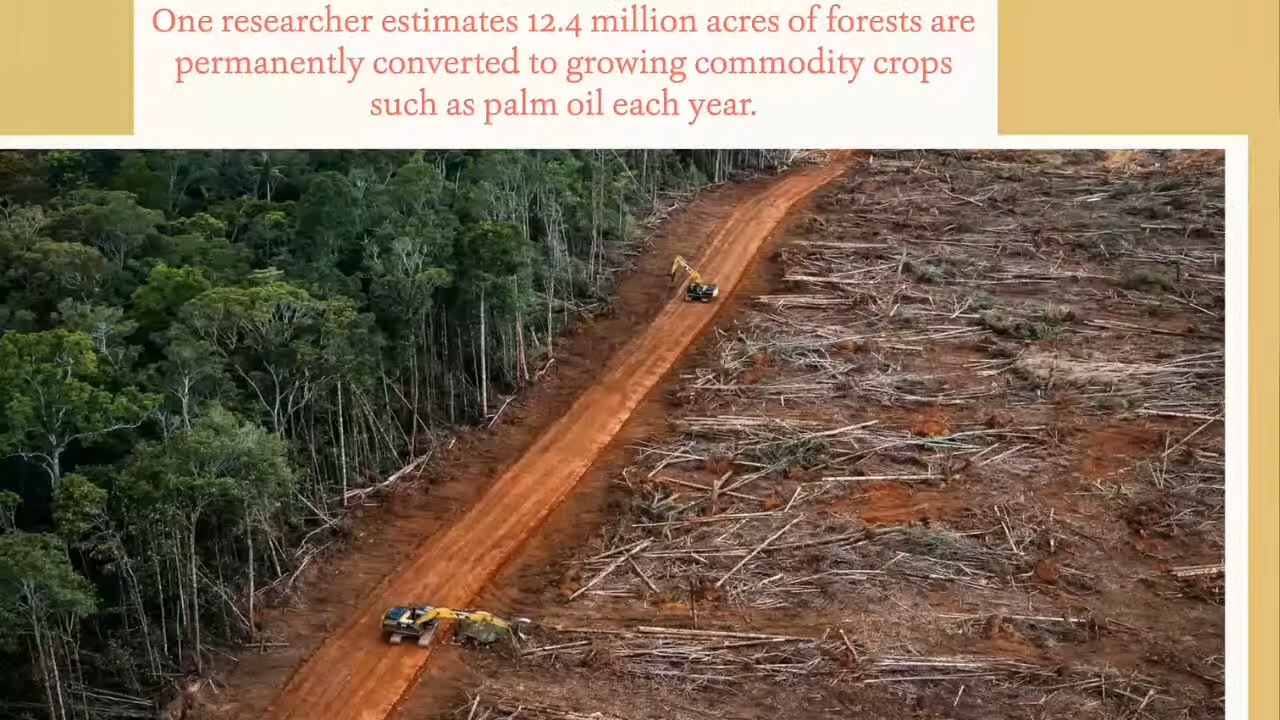 One researcher estimates 12.4 million acres of forests are
permanently converted to growing commodity crops
such as palm oil each year.